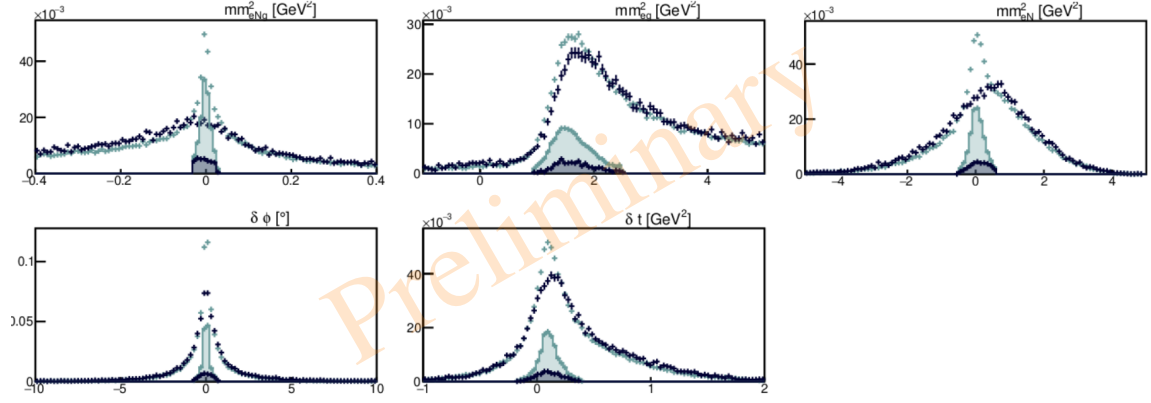 ×10⁻³ mm²eNg [GeV²]
60
40
20
0
−0.4 −0.2 0 0.2 0.4
×10⁻³ mm²eg [GeV²]
30
20
10
0
0 2 4
×10⁻³ mm²eN [GeV²]
40
20
0
−4 −2 0 2 4
δ ϕ [°]
0.1
0.05
0
−10 −5 0 5 10
×10⁻³ δ t [GeV²]
40
20
0
−1 0 1 2
Preliminary